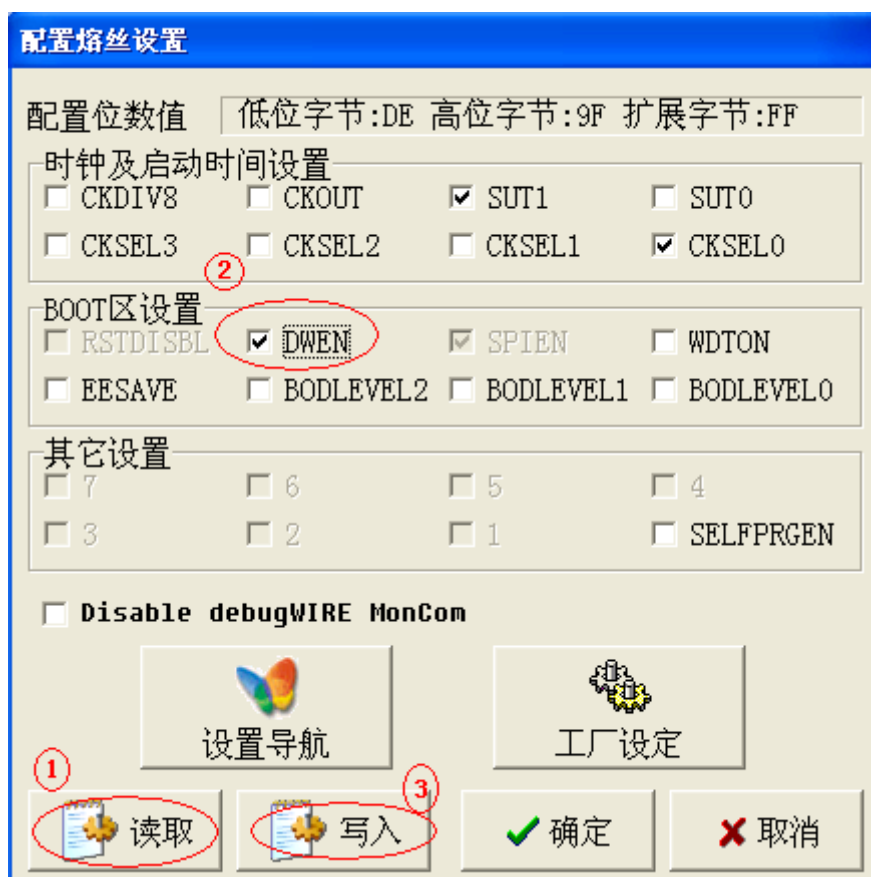 配置熔丝设置
配置位数值 低位字节:DE 高位字节:9F 扩展字节:FF
时钟及启动时间设置
CKDIV8 CKOUT SUT1 SUT0
CKSEL3 CKSEL2 CKSEL1 CKSEL0
②
BOOT区设置
RSTDISBL DWEN SPIEN WDTON
EESAVE BODLEVEL2 BODLEVEL1 BODLEVEL0
其它设置
7 6 5 4
3 2 1 SELFPRGEN
Disable debugWIRE MonCom
设置导航 工厂设定
① ③
读取 写入 确定 取消